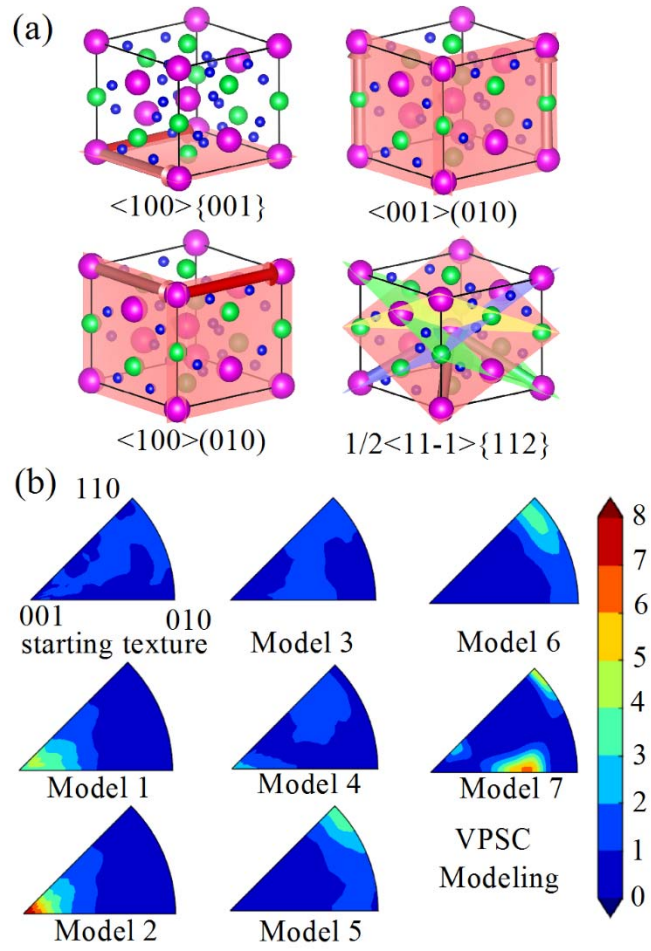 (a)
<100>{001}
<001>(010)
<100>(010)
1/2<11-1>{112}
(b)
110
001
010
starting texture
Model 3
Model 6
Model 1
Model 4
Model 7
Model 2
Model 5
VPSC
Modeling
8
7
6
5
4
3
2
1
0